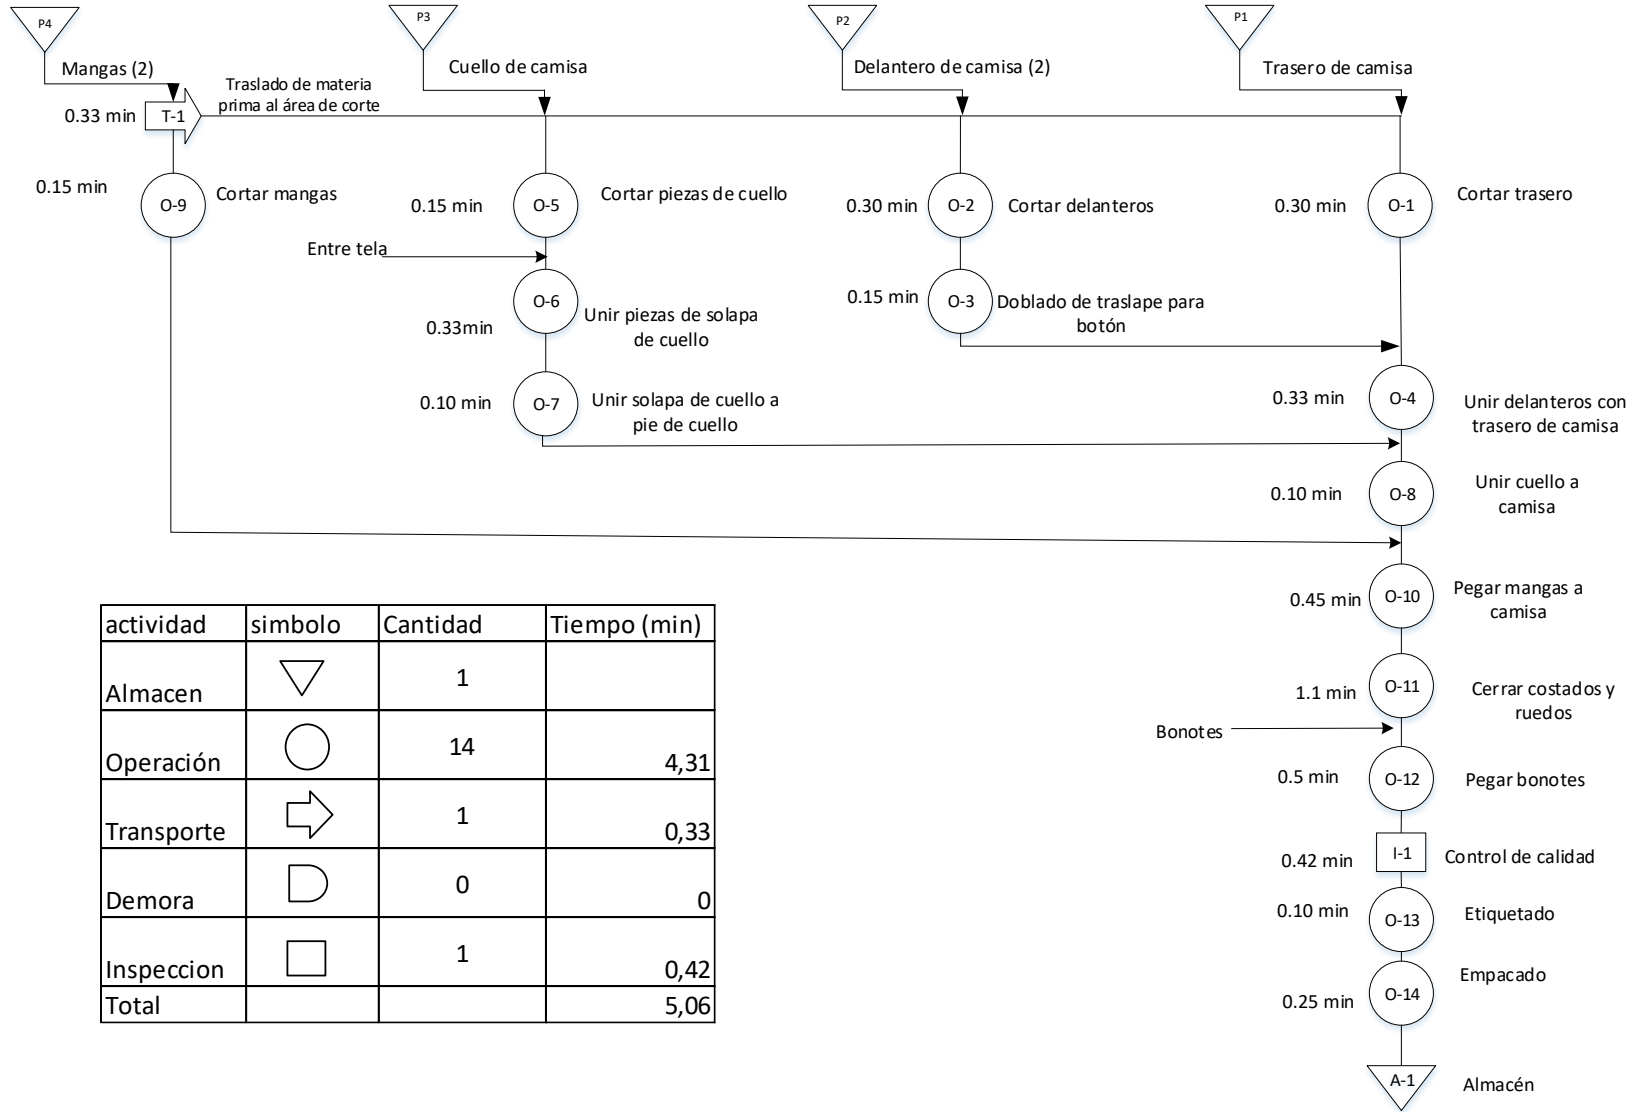 P4
P3
P2
P1
Mangas (2)
Cuello de camisa
Delantero de camisa (2)
Trasero de camisa
Traslado de materia
prima al área de corte
0.33 min
T-1
0.15 min
O-9
Cortar mangas
0.15 min
O-5
Cortar piezas de cuello
0.30 min
O-2
Cortar delanteros
0.30 min
O-1
Cortar trasero
Entre tela
O-6
0.33min
Unir piezas de solapa
de cuello
0.15 min
O-3
Doblado de traslape para
botón
0.10 min
O-7
Unir solapa de cuello a
pie de cuello
0.33 min
O-4
Unir delanteros con
trasero de camisa
0.10 min
O-8
Unir cuello a
camisa
0.45 min
O-10
Pegar mangas a
camisa
1.1 min
O-11
Cerrar costados y
ruedos
Bonotes
0.5 min
O-12
Pegar bonotes
0.42 min
I-1
Control de calidad
0.10 min
O-13
Etiquetado
0.25 min
O-14
Empacado
A-1
Almacén
actividad simbolo Cantidad Tiempo (min)
Almacen 1
Operación 14 4,31
Transporte 1 0,33
Demora 0 0
Inspeccion 1 0,42
Total 5,06